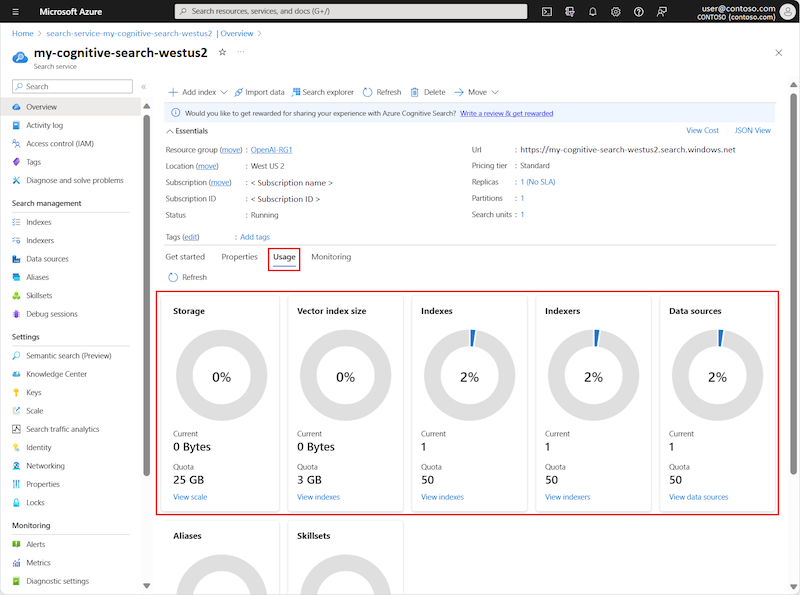 Microsoft Azure
Search resources, services, and docs (G+/)
user@contoso.com
CONTOSO (contoso.com)
Home > search-service-my-cognitive-search-westus2 | Overview >
my-cognitive-search-westus2
Search service
Search
Overview
Activity log
Access control (IAM)
Tags
Diagnose and solve problems
Search management
Indexes
Indexers
Data sources
Aliases
Skillsets
Debug sessions
Settings
Semantic search (Preview)
Knowledge Center
Keys
Scale
Search traffic analytics
Identity
Networking
Properties
Locks
Monitoring
Alerts
Metrics
Diagnostic settings
Add index Import data Search explorer Refresh Delete Move
Would you like to get rewarded for sharing your experience with Azure Cognitive Search? Write a review & get rewarded
Essentials
View Cost JSON View
Resource group (move) : OpenAI-RG1
Location (move) : West US 2
Subscription (move) : < Subscription name >
Subscription ID : < Subscription ID >
Status : Running
Url : https://my-cognitive-search-westus2.search.windows.net
Pricing tier : Standard
Replicas : 1 (No SLA)
Partitions : 1
Search units : 1
Tags (edit) : Add tags
Get started Properties Usage Monitoring
Refresh
Storage
0%
Current
0 Bytes
Quota
25 GB
View scale
Vector index size
0%
Current
0 Bytes
Quota
3 GB
View indexes
Indexes
2%
Current
1
Quota
50
View indexes
Indexers
2%
Current
1
Quota
50
View indexers
Data sources
2%
Current
1
Quota
50
View data sources
Aliases
Skillsets